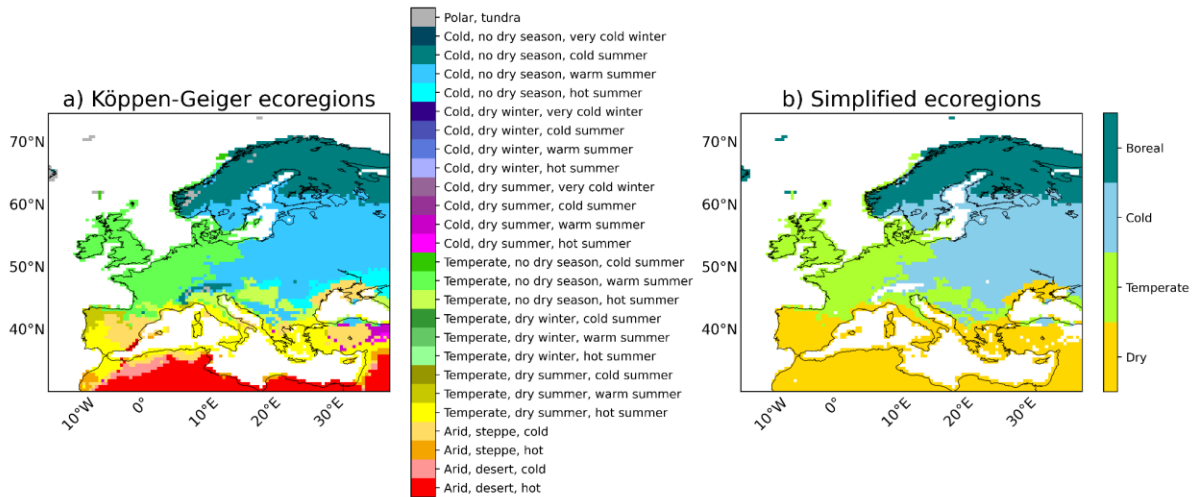 a) Köppen-Geiger ecoregions
70°N
60°N
50°N
40°N
10°W
0°
10°E
20°E
30°E
Polar, tundra
Cold, no dry season, very cold winter
Cold, no dry season, cold summer
Cold, no dry season, warm summer
Cold, no dry season, hot summer
Cold, dry winter, very cold winter
Cold, dry winter, cold summer
Cold, dry winter, warm summer
Cold, dry winter, hot summer
Cold, dry summer, very cold winter
Cold, dry summer, cold summer
Cold, dry summer, warm summer
Cold, dry summer, hot summer
Temperate, no dry season, cold summer
Temperate, no dry season, warm summer
Temperate, no dry season, hot summer
Temperate, dry winter, cold summer
Temperate, dry winter, warm summer
Temperate, dry winter, hot summer
Temperate, dry summer, cold summer
Temperate, dry summer, warm summer
Temperate, dry summer, hot summer
Arid, steppe, cold
Arid, steppe, hot
Arid, desert, cold
Arid, desert, hot
b) Simplified ecoregions
70°N
60°N
50°N
40°N
10°W
0°
10°E
20°E
30°E
Boreal
Cold
Temperate
Dry